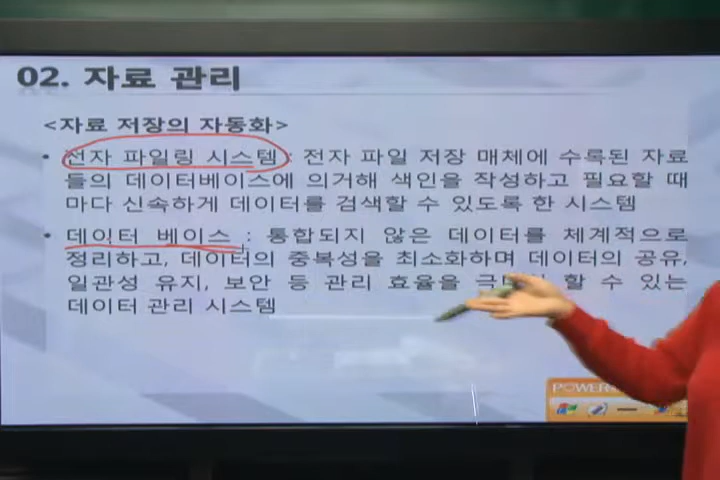 02. 자료 관리
<자료 저장의 자동화>
• 전자 파일링 시스템 : 전자 파일 저장 매체에 수록된 자료
들의 데이터베이스에 의거해 색인을 작성하고 필요할 때
마다 신속하게 데이터를 검색할 수 있도록 한 시스템
• 데이터 베이스 : 통합되지 않은 데이터를 체계적으로
정리하고, 데이터의 중복성을 최소화하며 데이터의 공유,
일관성 유지, 보안 등 관리 효율을 할 수 있는
데이터 관리 시스템